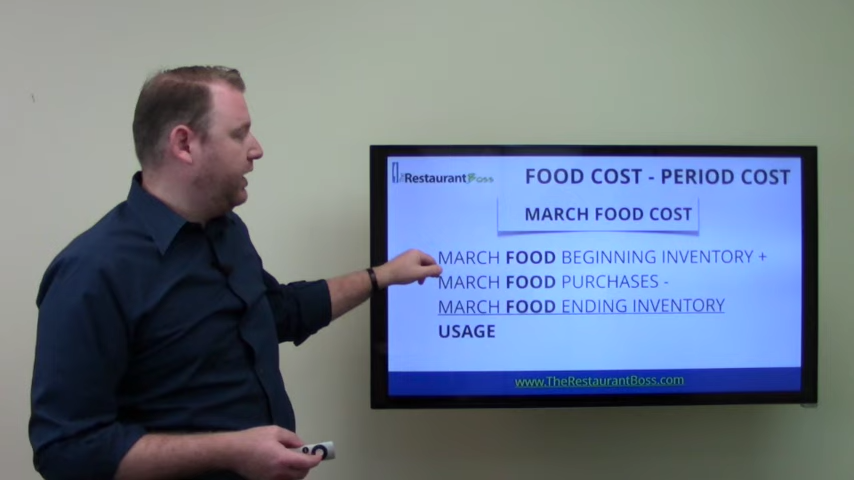 The RestaurantBoss
FOOD COST - PERIOD COST
MARCH FOOD COST
MARCH FOOD BEGINNING INVENTORY +
MARCH FOOD PURCHASES -
MARCH FOOD ENDING INVENTORY
USAGE
www.TheRestaurantBoss.com